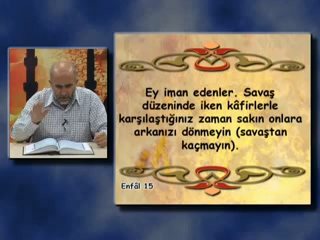 Ey iman edenler. Savaş
düzeninde iken kâfirlerle
karşılaştığınız zaman sakın onlara
arkanızı dönmeyin (savaştan
kaçmayın).
Enfâl 15